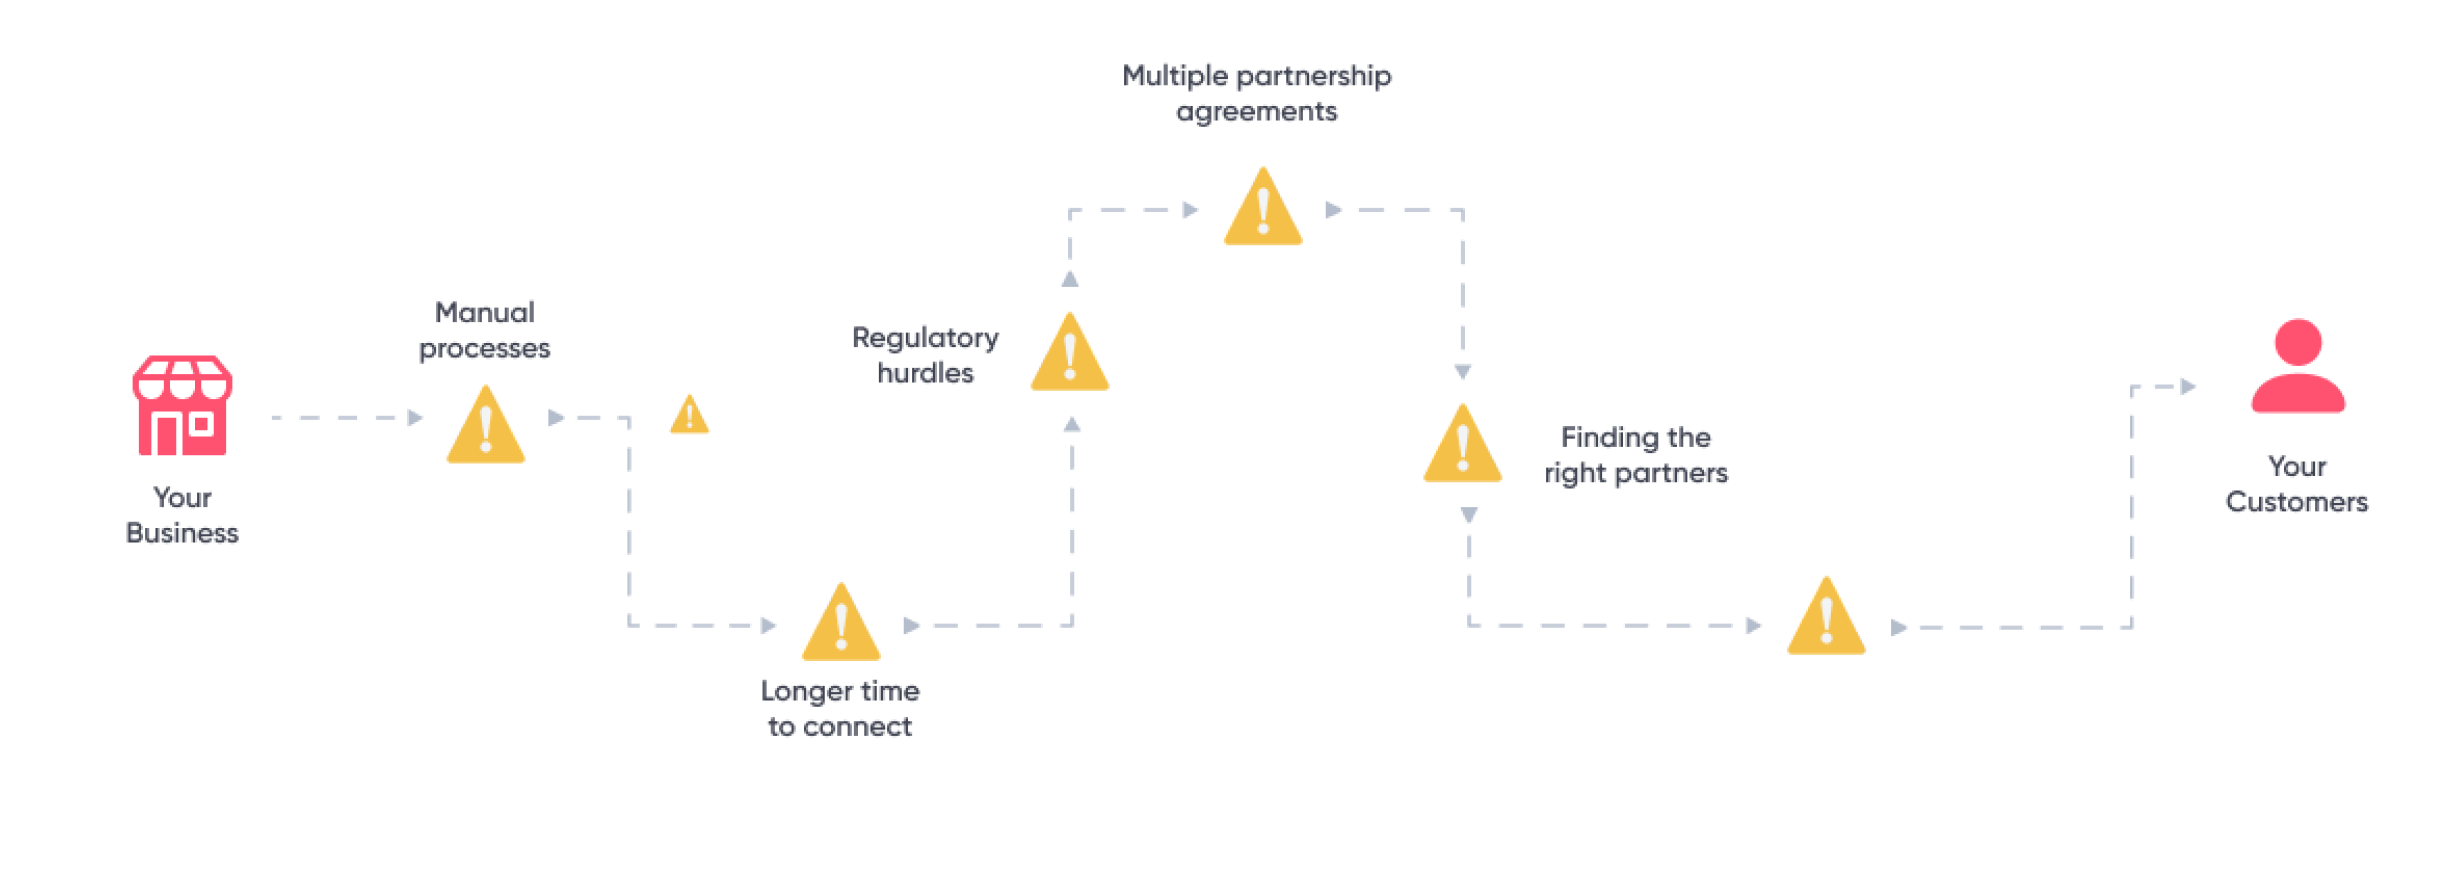 Multiple partnership
agreements
Manual
processes
Regulatory
hurdles
Finding the
right partners
Your
Business
Your
Customers
Longer time
to connect